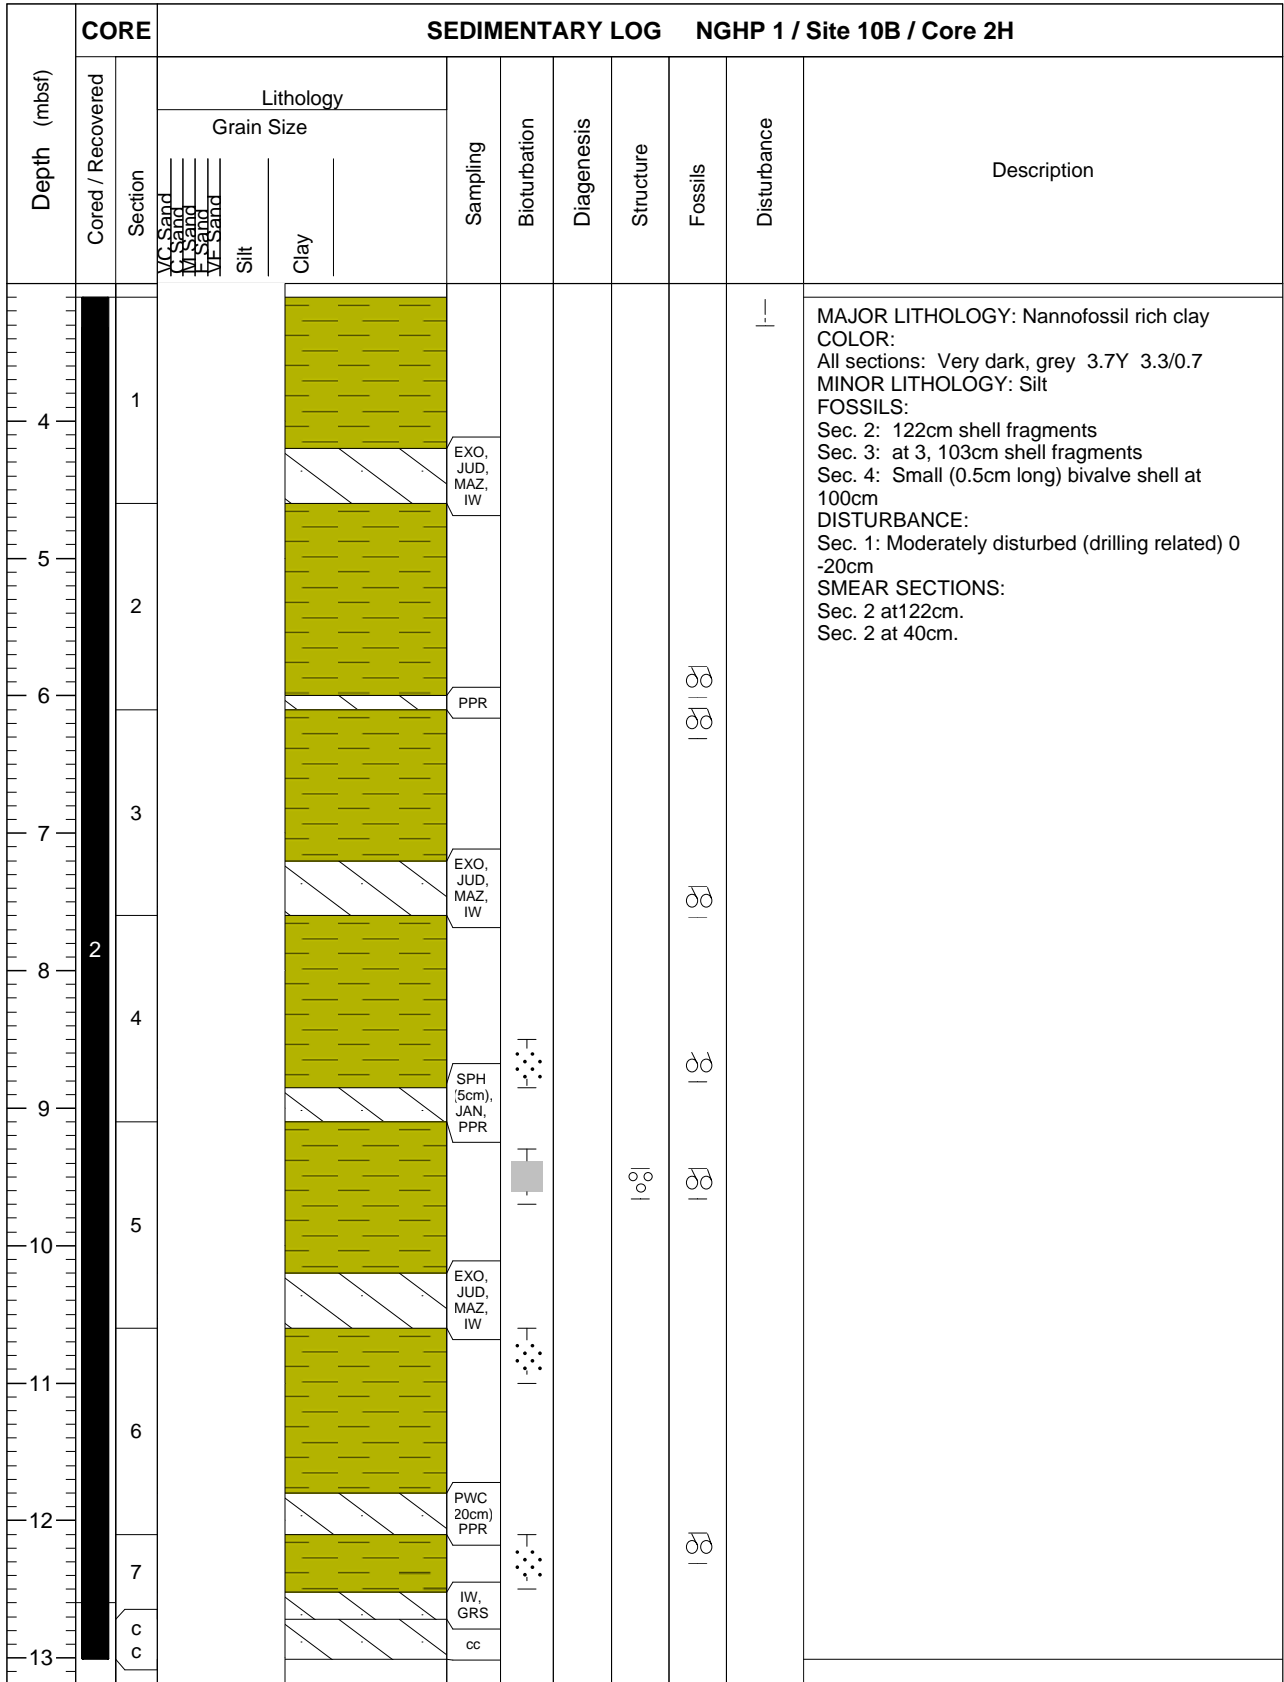 CORE
SEDIMENTARY LOG NGHP 1 / Site 10B / Core 2H
Depth (mbsf)
Cored / Recovered
Section
Lithology
Grain Size
VC Sand
C Sand
M Sand
F Sand
VF Sand
Silt
Clay
Sampling
Bioturbation
Diagenesis
Structure
Fossils
Disturbance
Description
MAJOR LITHOLOGY: Nannofossil rich clay
COLOR:
All sections: Very dark, grey 3.7Y 3.3/0.7
MINOR LITHOLOGY: Silt
FOSSILS:
Sec. 2: 122cm shell fragments
Sec. 3: at 3, 103cm shell fragments
Sec. 4: Small (0.5cm long) bivalve shell at
100cm
DISTURBANCE:
Sec. 1: Moderately disturbed (drilling related) 0
-20cm
SMEAR SECTIONS:
Sec. 2 at122cm.
Sec. 2 at 40cm.
1
4
EXO,
JUD,
MAZ,
IW
5
2
6
PPR
3
7
EXO,
JUD,
MAZ,
IW
2
8
4
SPH
(5cm),
JAN,
PPR
9
5
10
EXO,
JUD,
MAZ,
IW
11
6
PWC
20cm)
PPR
12
7
IW,
GRS
c
c
cc
13